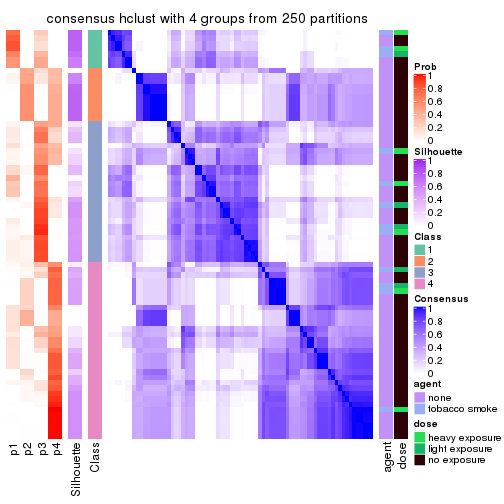 consensus hclust with 4 groups from 250 partitions
Prob
1
0.8
0.6
0.4
0.2
0
Silhouette
1
0.8
0.6
0.4
0.2
0
Class
1
2
3
4
Consensus
1
0.8
0.6
0.4
0.2
0
agent
none
tobacco smoke
dose
heavy exposure
light exposure
no exposure
p1
p2
p3
p4
Silhouette
Class
agent
dose